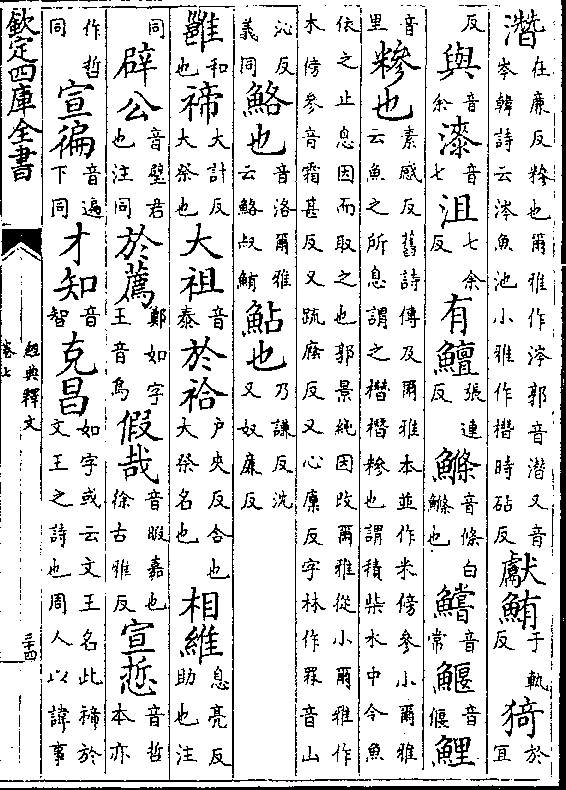 潛在廉反糝也爾雅作涔郭音潛又音岑韓詩云涔魚池小雅作橬時砧反獻鮪于軌反猗於宜
反與音余漆音七沮七余反有鱣張連反鰷音條白鰷也鱨音常鰋音偃鯉
音里糝也素感反舊詩傳及爾雅本並作米傍參小爾雅云魚之所息謂之橬橬糝也謂積柴水中令魚
依之止息因而取之也郭景純因改爾雅從小爾雅作木傍參音霜甚反又疏廕反又心廩反字林作罧音山
沁反義同鮥也音洛爾雅云鮥叔鮪鮎也乃謙反沈又奴廉反
雝和也禘大計反大祭也大祖音泰於祫戶夾反合也大祭名也相維息亮反助也注
同辟公音璧君也注同於薦鄭如字王音烏假哉音暇嘉也徐古雅反宣悊音哲本亦
作哲同宣徧音遍下同才知音智克昌如字或云文王名此禘於文王之詩也周人以諱事
欽定四庫全書
經典釋文
卷七
三十四